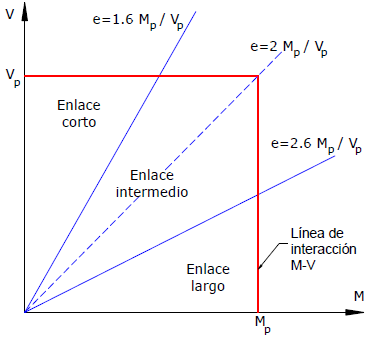 V
e=1.6 Mp / Vp
e=2 Mp / Vp
Vp
Enlace
corto
e=2.6 Mp / Vp
Enlace
intermedio
Línea de
interacción
M-V
Enlace
largo
M
Mp